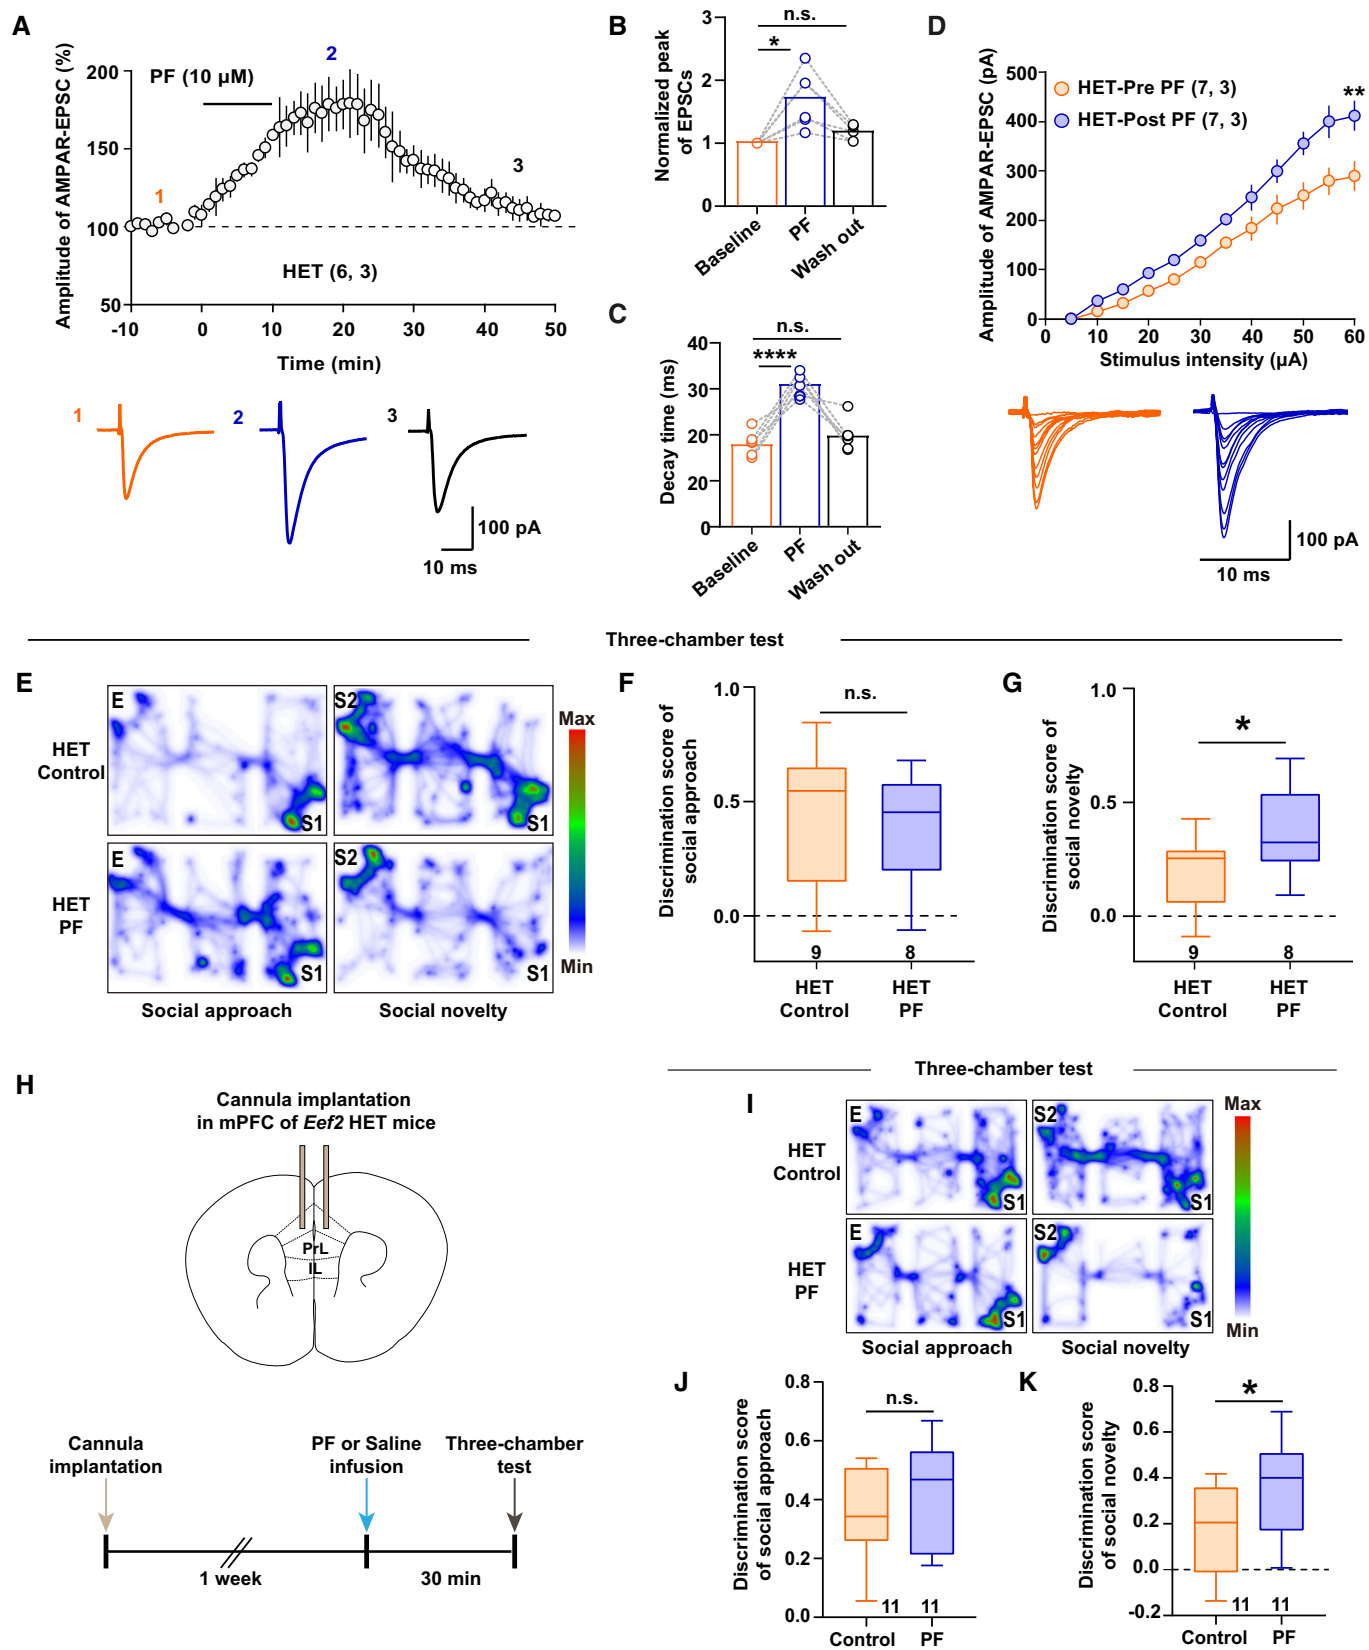 A
Amplitude of AMPAR-EPSC (%)
200
150
100
50
PF (10 µM)
1
2
3
HET (6, 3)
-10
0
10
20
30
40
50
Time (min)
1
2
3
100 pA
10 ms
B
Normalized peak
of EPSCs
3
2
1
0
n.s.
*
Baseline
PF
Wash out
C
Decay time (ms)
40
30
20
20
0
n.s.
****
Baseline
PF
Wash out
D
Amplitude of AMPAR-EPSC (pA)
500
400
300
200
100
0
HET-Pre PF (7, 3)
HET-Post PF (7, 3)
**
0
10
20
30
40
50
60
Stimulus intensity (µA)
100 pA
10 ms
Three-chamber test
E
HET
Control
HET
PF
E
S1
S2
S1
E
S1
S2
S1
Social approach
Social novelty
Max
Min
F
Discrimination score of
social approach
1.0
0.5
0.0
n.s.
9
8
HET
Control
HET
PF
G
Discrimination score of
social novelty
1.0
0.5
0.0
*
9
8
HET
Control
HET
PF
H
Cannula implantation
in mPFC of Eef2 HET mice
PrL
IL
Cannula
implantation
PF or Saline
infusion
Three-chamber
test
1 week
30 min
Three-chamber test
I
HET
Control
HET
PF
E
S1
S2
S1
E
S1
S2
S1
Social approach
Social novelty
Max
Min
J
Discrimination score
of social approach
0.8
0.6
0.4
0.2
0.0
n.s.
11
11
Control
PF
K
Discrimination score
of social novelty
0.8
0.6
0.4
0.2
0.0
-0.2
*
11
11
Control
PF